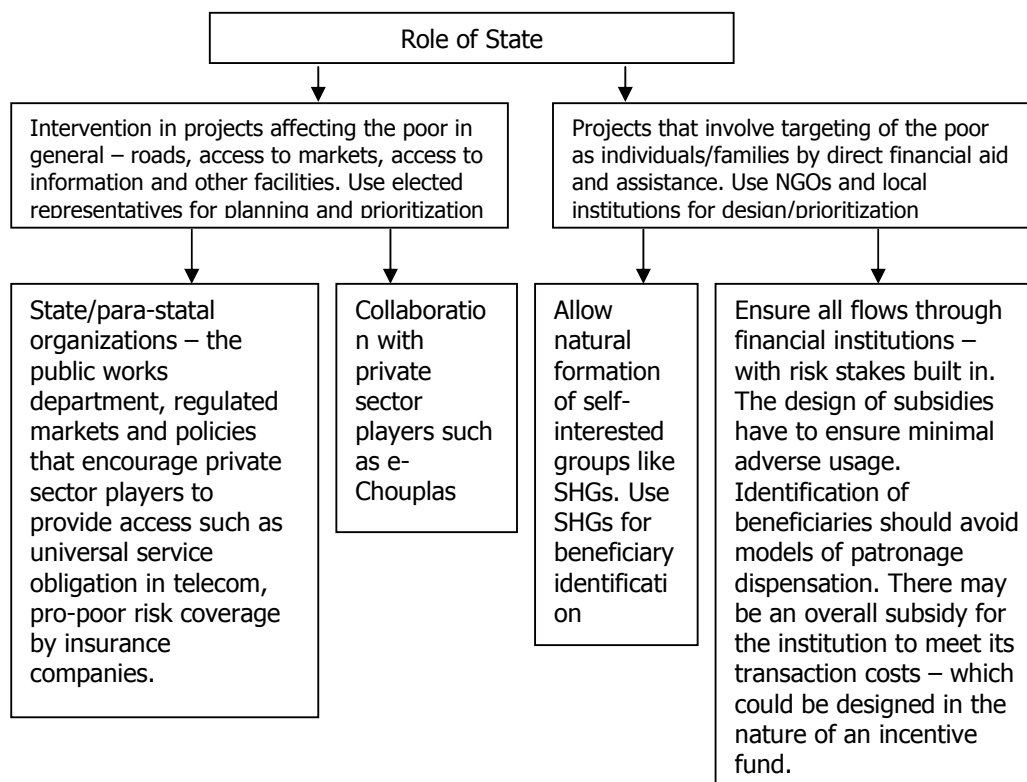 Role of State
Intervention in projects affecting the poor in
general – roads, access to markets, access to
information and other facilities. Use elected
representatives for planning and prioritization
Projects that involve targeting of the poor
as individuals/families by direct financial aid
and assistance. Use NGOs and local
institutions for design/prioritization
State/para-statal
organizations – the
public works
department, regulated
markets and policies
that encourage private
sector players to
provide access such as
universal service
obligation in telecom,
pro-poor risk coverage
by insurance
companies.
Collaboratio
n with
private
sector
players such
as e-
Chouplas
Allow
natural
formation
of self-
interested
groups like
SHGs. Use
SHGs for
beneficiary
identificati
on
Ensure all flows through
financial institutions –
with risk stakes built in.
The design of subsidies
have to ensure minimal
adverse usage.
Identification of
beneficiaries should avoid
models of patronage
dispensation. There may
be an overall subsidy for
the institution to meet its
transaction costs – which
could be designed in the
nature of an incentive
fund.